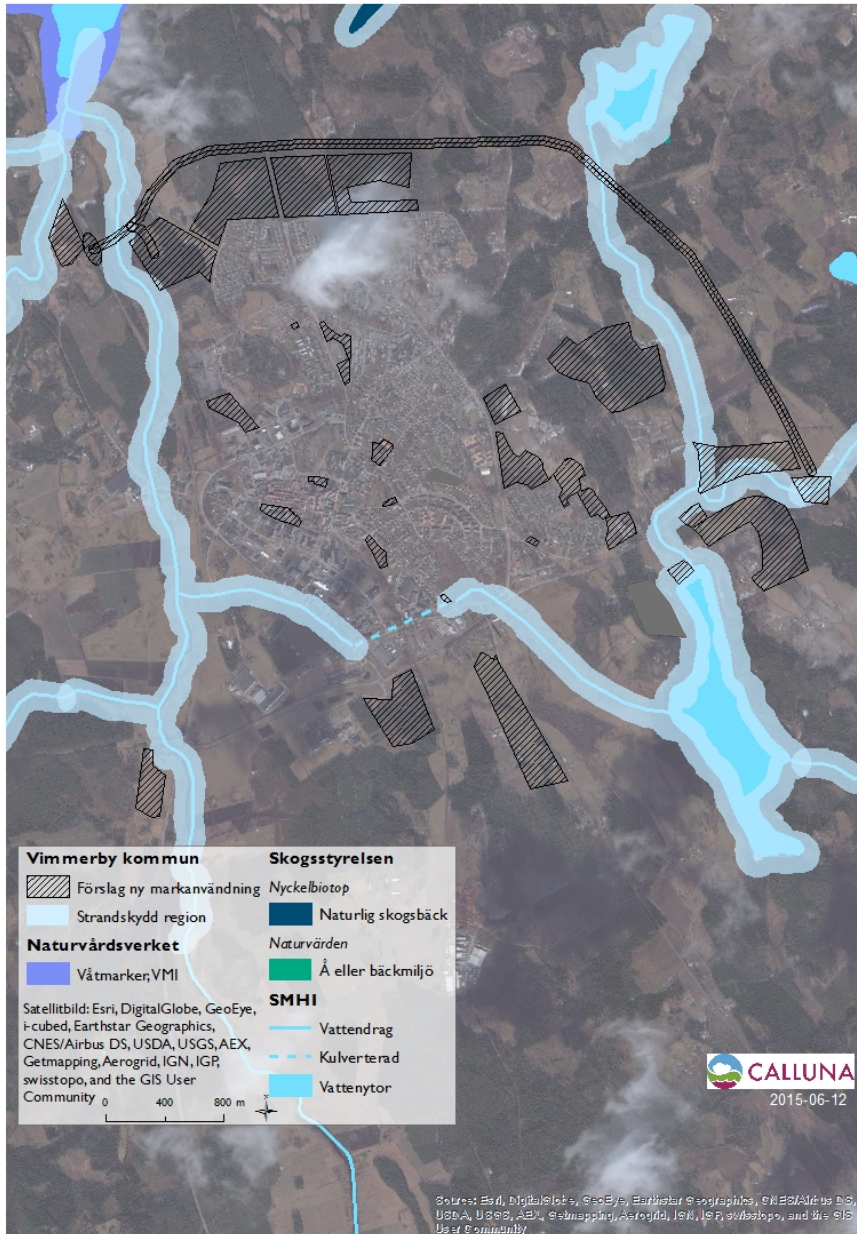 Vimmerby kommun
Förslag ny markanvändning
Strandskydd region
Naturvårdsverket
Våtmarker, VMI
Satellitbild: Esri, DigitalGlobe, GeoEye,
i-cubed, Earthstar Geographics,
CNES/Airbus DS, USDA, USGS, AEX,
Getmapping, Aerogrid, IGN, IGP,
swisstopo, and the GIS User
Community
0 400 800 m
Skogsstyrelsen
Nyckelbiotop
Naturlig skogsbäck
Naturvärden
Å eller bäckmiljö
SMHI
Vattendrag
Kulverterad
Vattenytor
CALLUNA
2015-06-12
Source: Esri, DigitalGlobe, GeoEye, Earthstar Geographics, CNES/Airbus DS,
USDA, USGS, AEX, Getmapping, Aerogrid, IGN, IGP, swisstopo, and the GIS
User Community